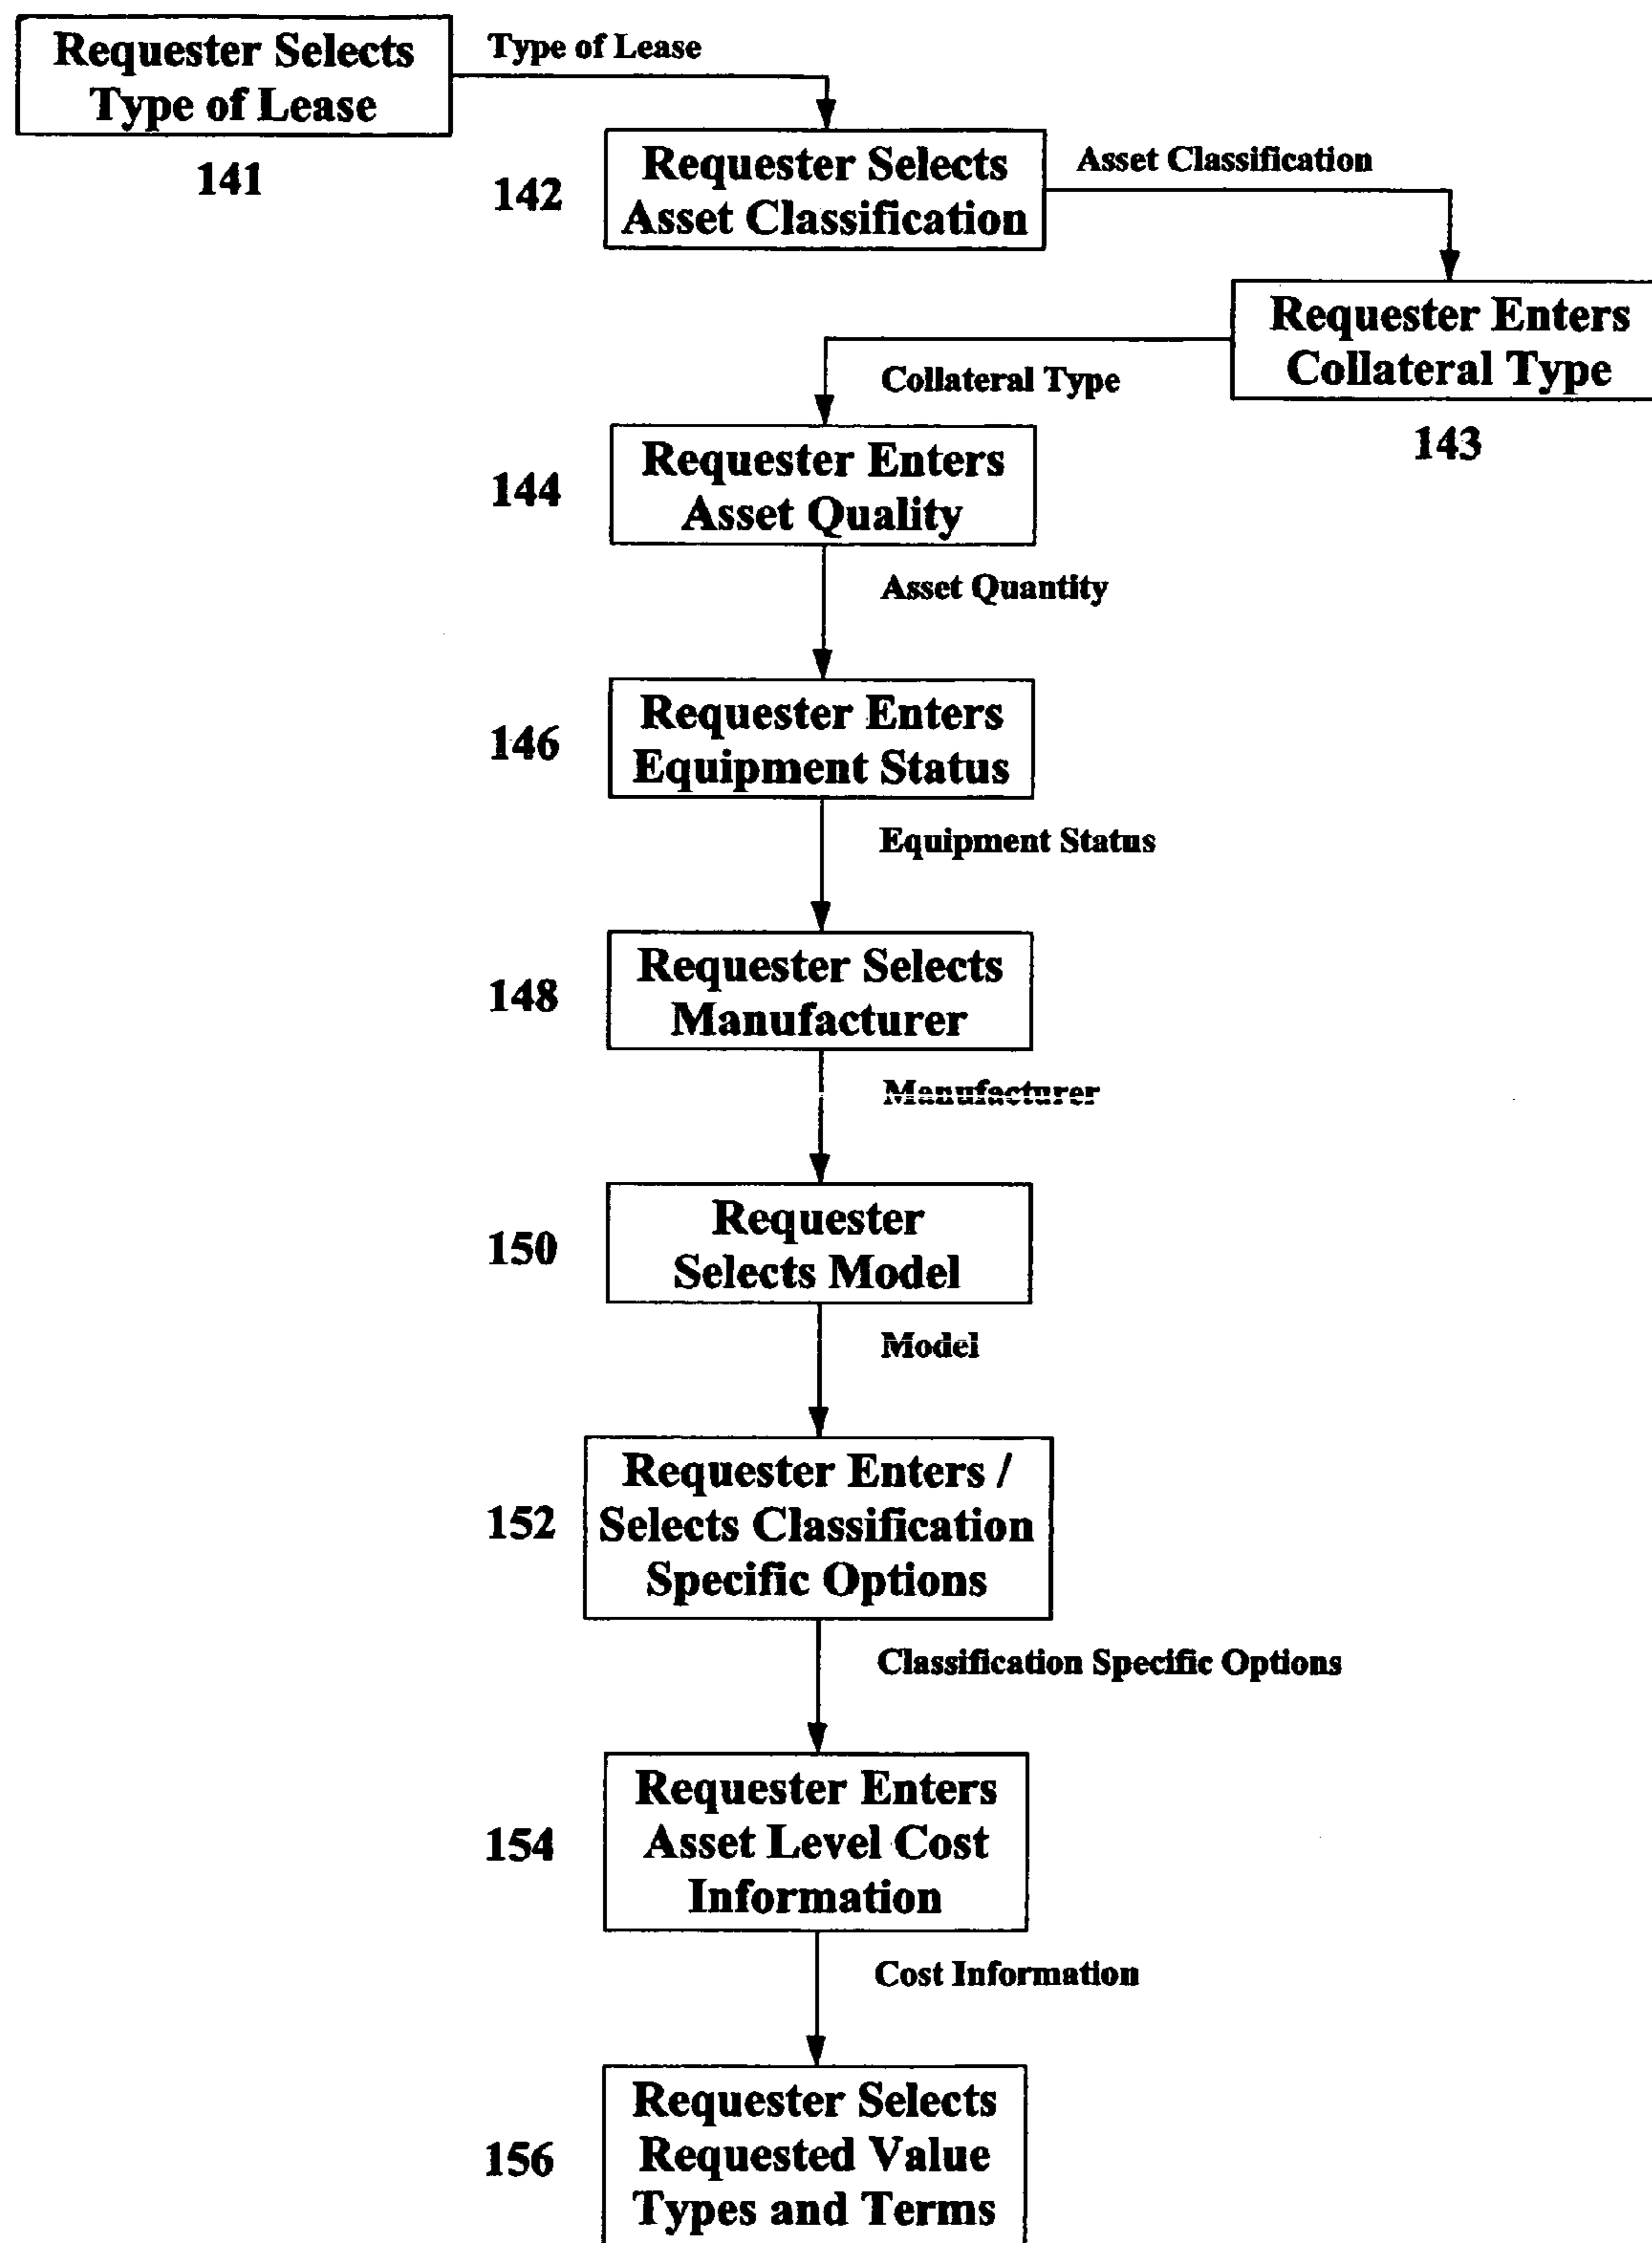 Requester Selects
Type of Lease
141
Type of Lease
142
Requester Selects
Asset Classification
Asset Classification
Requester Enters
Collateral Type
143
Collateral Type
144
Requester Enters
Asset Quality
Asset Quantity
146
Requester Enters
Equipment Status
Equipment Status
148
Requester Selects
Manufacturer
Manufacturer
150
Requester
Selects Model
Model
152
Requester Enters /
Selects Classification
Specific Options
Classification Specific Options
154
Requester Enters
Asset Level Cost
Information
Cost Information
156
Requester Selects
Requested Value
Types and Terms